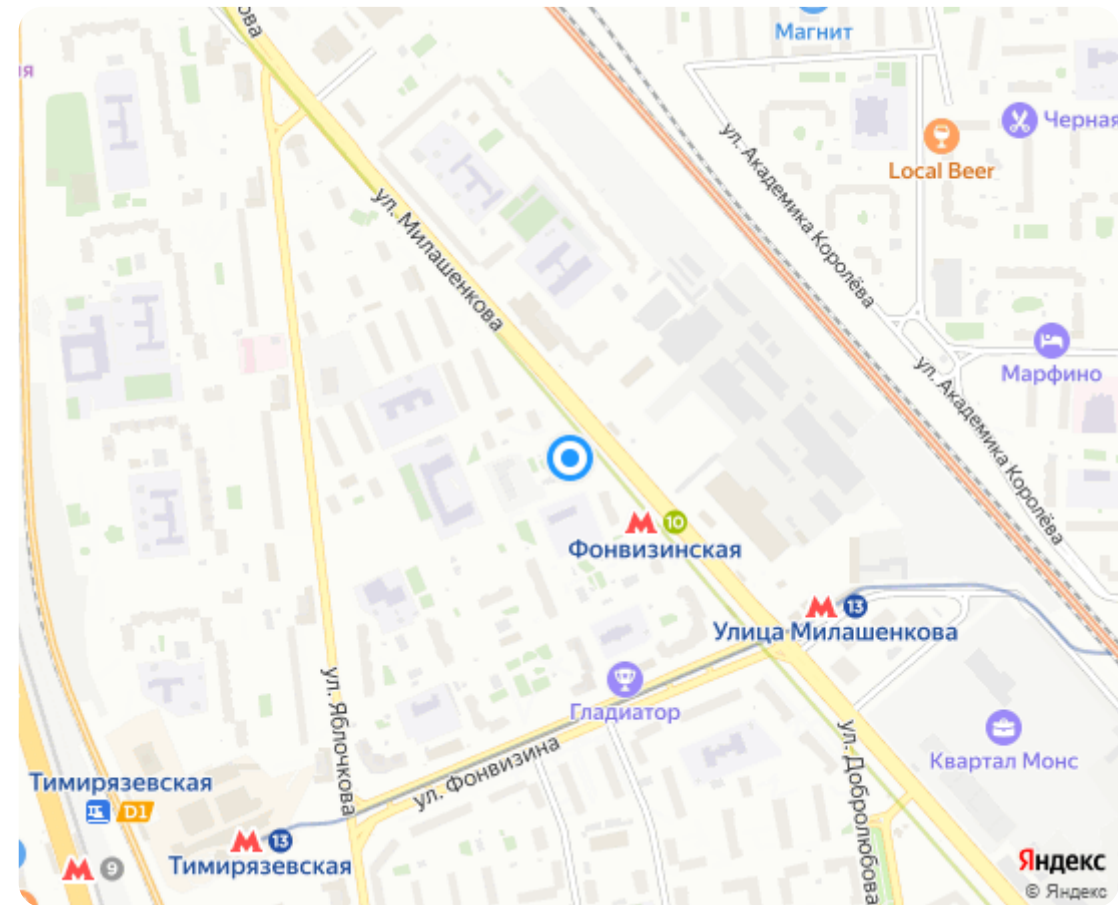 ова
Магнит
я
Черная
ул. Академика Королёва
Local Beer
ул. Милашенкова
Марфино
ул. Академика Королёва
10
Фонвизинская
13
Улица Милашенкова
Гладиатор
ул. Яблочкова
Квартал Монс
ул. Фонвизина
ул. Добролюбова
Тимирязевская
D1
13
Тимирязевская
9
Яндекс
© Яндекс